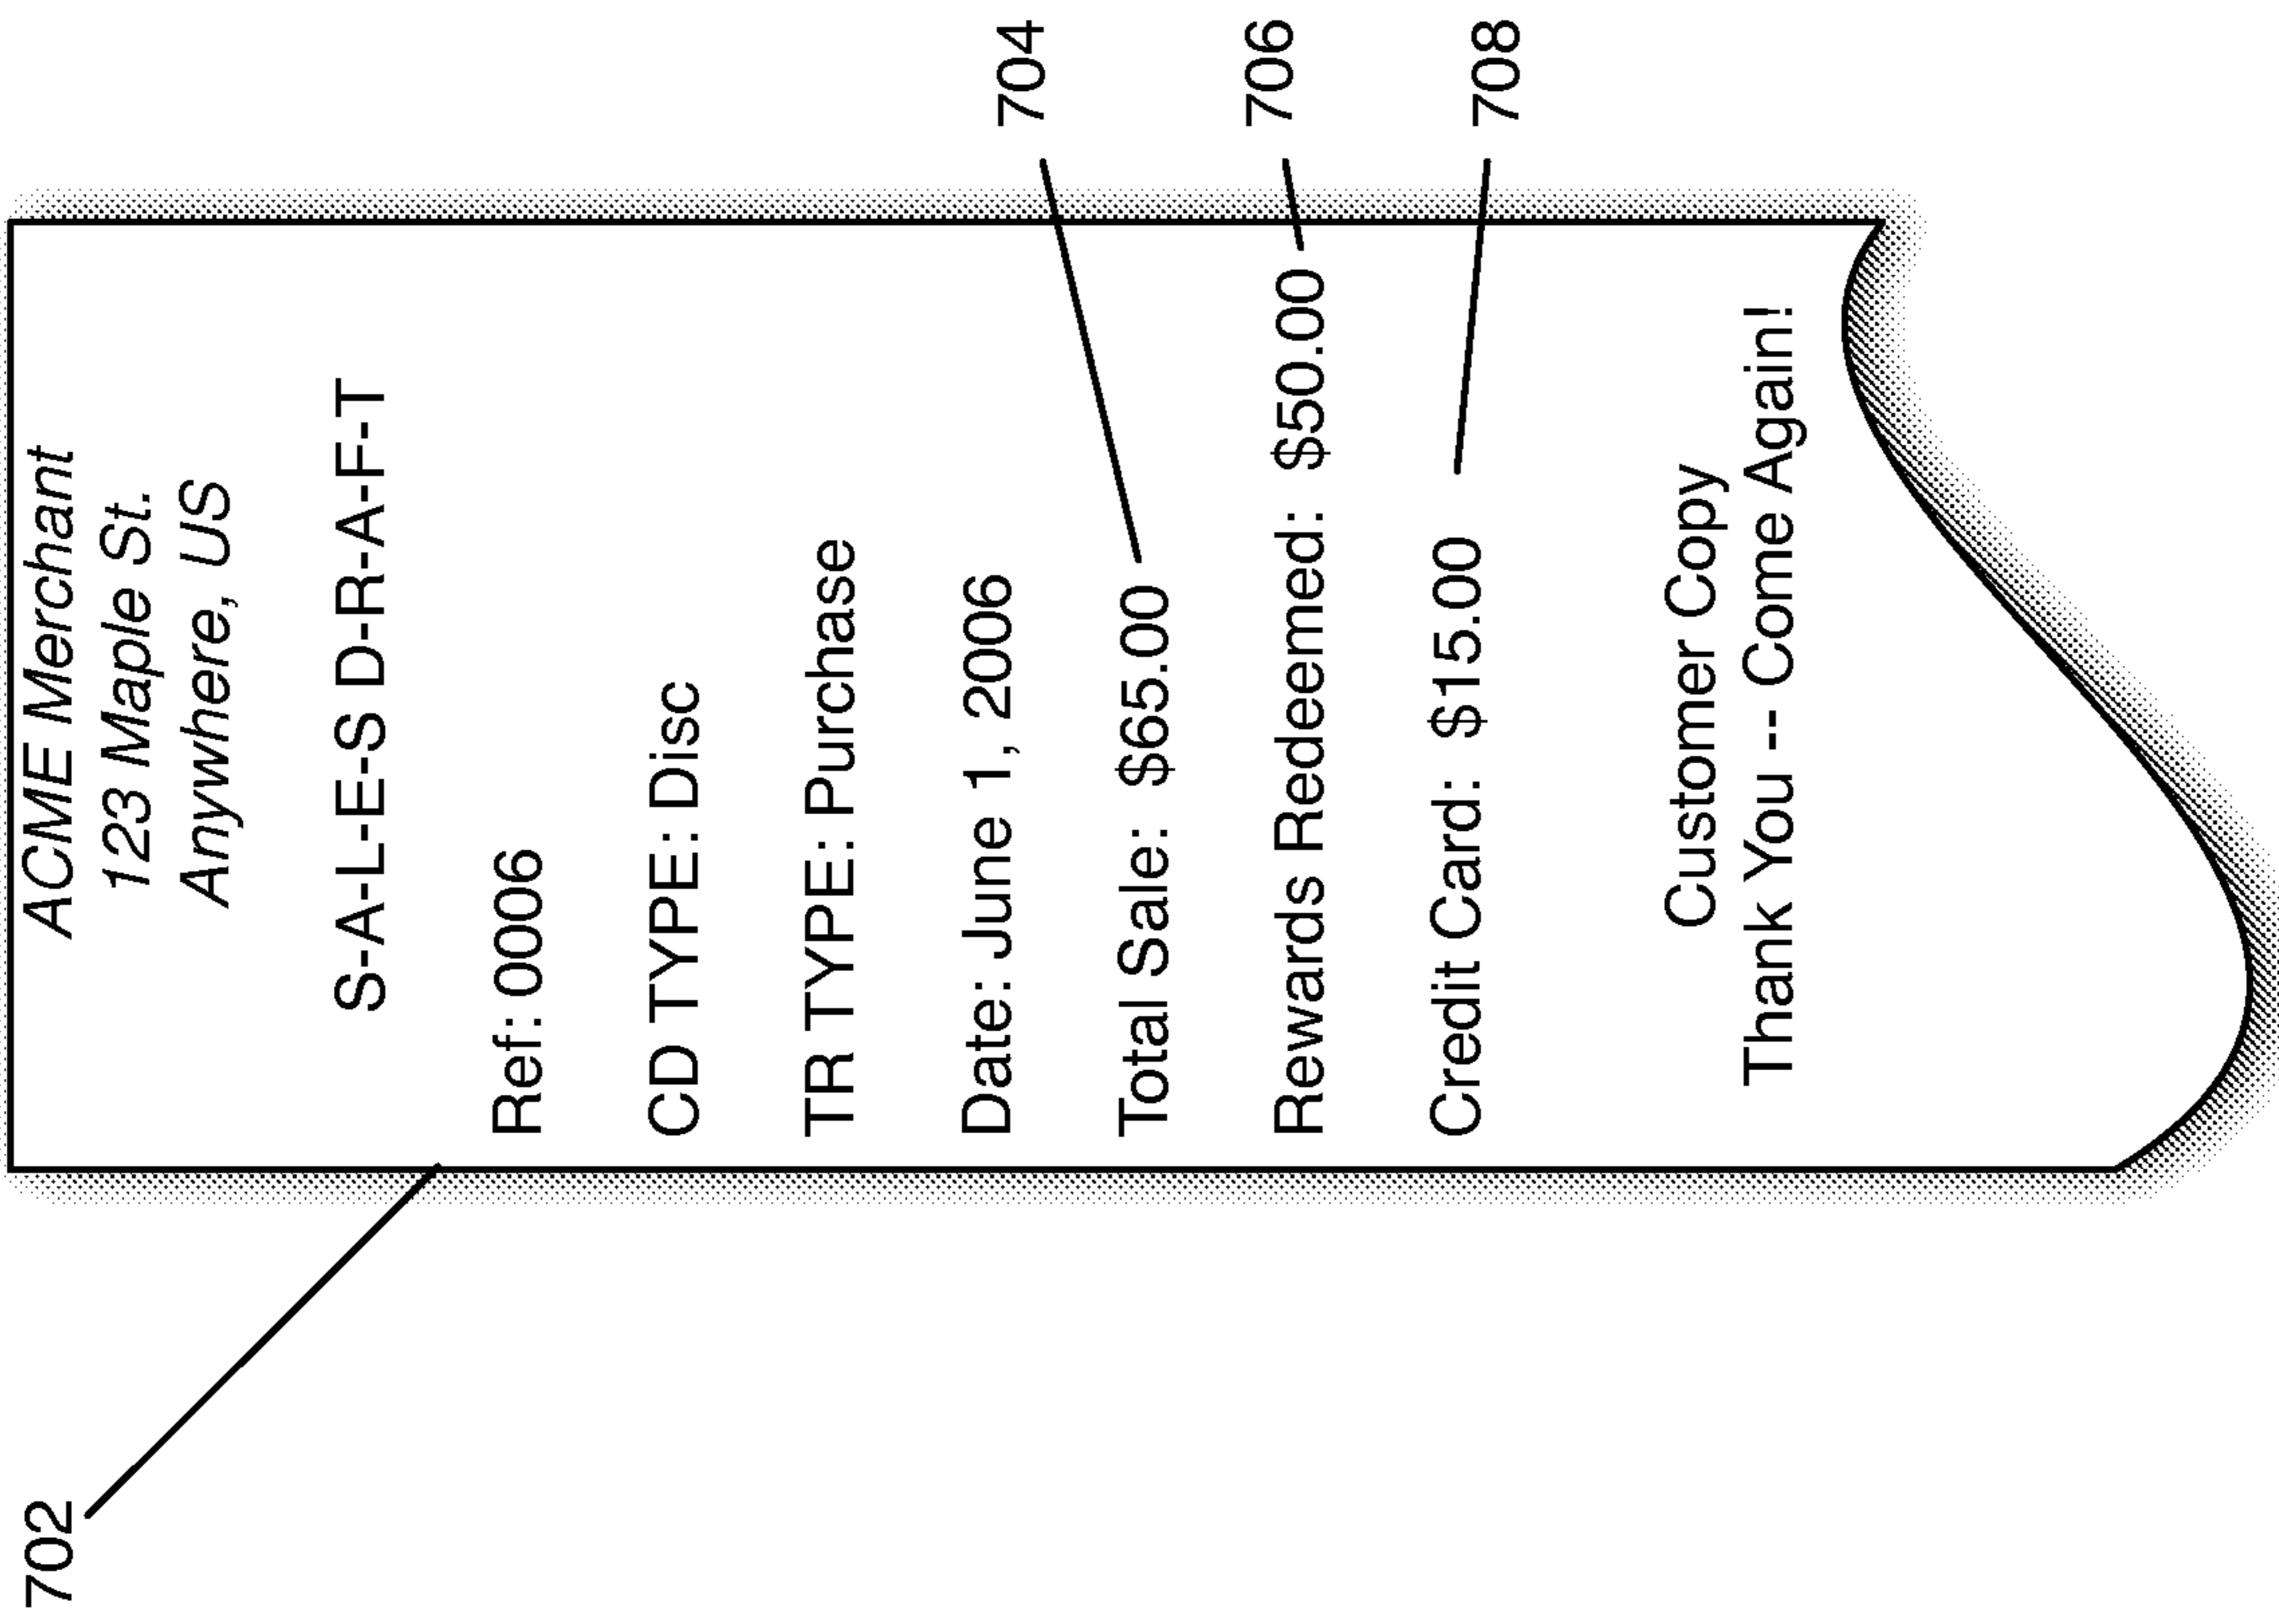 702
ACME Merchant
123 Maple St.
Anywhere, US
S-A-L-E-S D-R-A-F-T
Ref: 0006
CD TYPE: Disc
TR TYPE: Purchase
Date: June 1, 2006
Total Sale: $65.00
704
Rewards Redeemed: $50.00
706
Credit Card: $15.00
708
Customer Copy
Thank You -- Come Again!